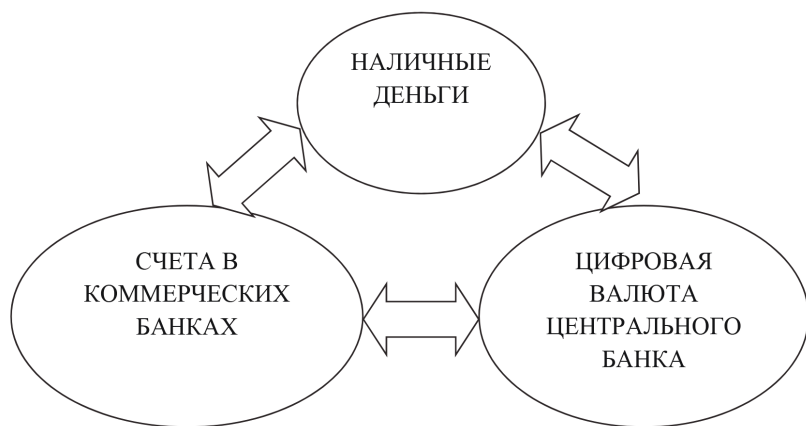 НАЛИЧНЫЕ
ДЕНЬГИ
СЧЕТА В
КОММЕРЧЕСКИХ
БАНКАХ
ЦИФРОВАЯ
ВАЛЮТА
ЦЕНТРАЛЬНОГО
БАНКА